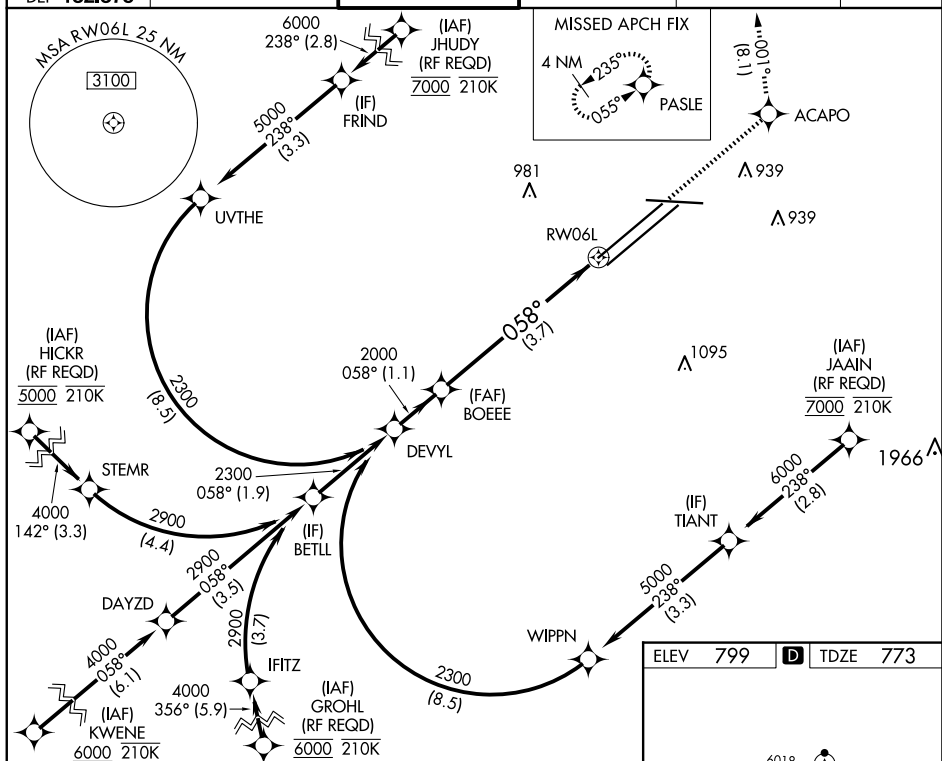 MSA RW06L 25 NM
3100
6000
238° (2.8)
(IAF)
JHUDY
(RF REQD)
7000 210K
(IF)
FRIND
5000
238°
(3.3)
UVTHE
MISSED APCH FIX
4 NM
235°
055°
PASLE
001°
(8.1)
ACAPO
981
939
939
RW06L
058°
(3.7)
1095
(IAF)
HICKR
(RF REQD)
5000 210K
2300
(8.5)
2000
058° (1.1)
(FAF)
BOEEE
DEVYL
(IAF)
JAAIN
(RF REQD)
7000 210K
1966
STEMR
4000
142° (3.3)
2900
(4.4)
2300
058° (1.9)
(IF)
BETLL
6000
238°
(2.8)
(IF)
TIANT
5000
238°
(3.3)
2900
058°
(3.5)
DAYZD
2900
(3.7)
WIPPN
2300
(8.5)
4000
058°
(6.1)
IFITZ
4000
356° (5.9)
(IAF)
KWENE
6000 210K
(IAF)
GROHL
(RF REQD)
6000 210K
ELEV 799 D TDZE 773